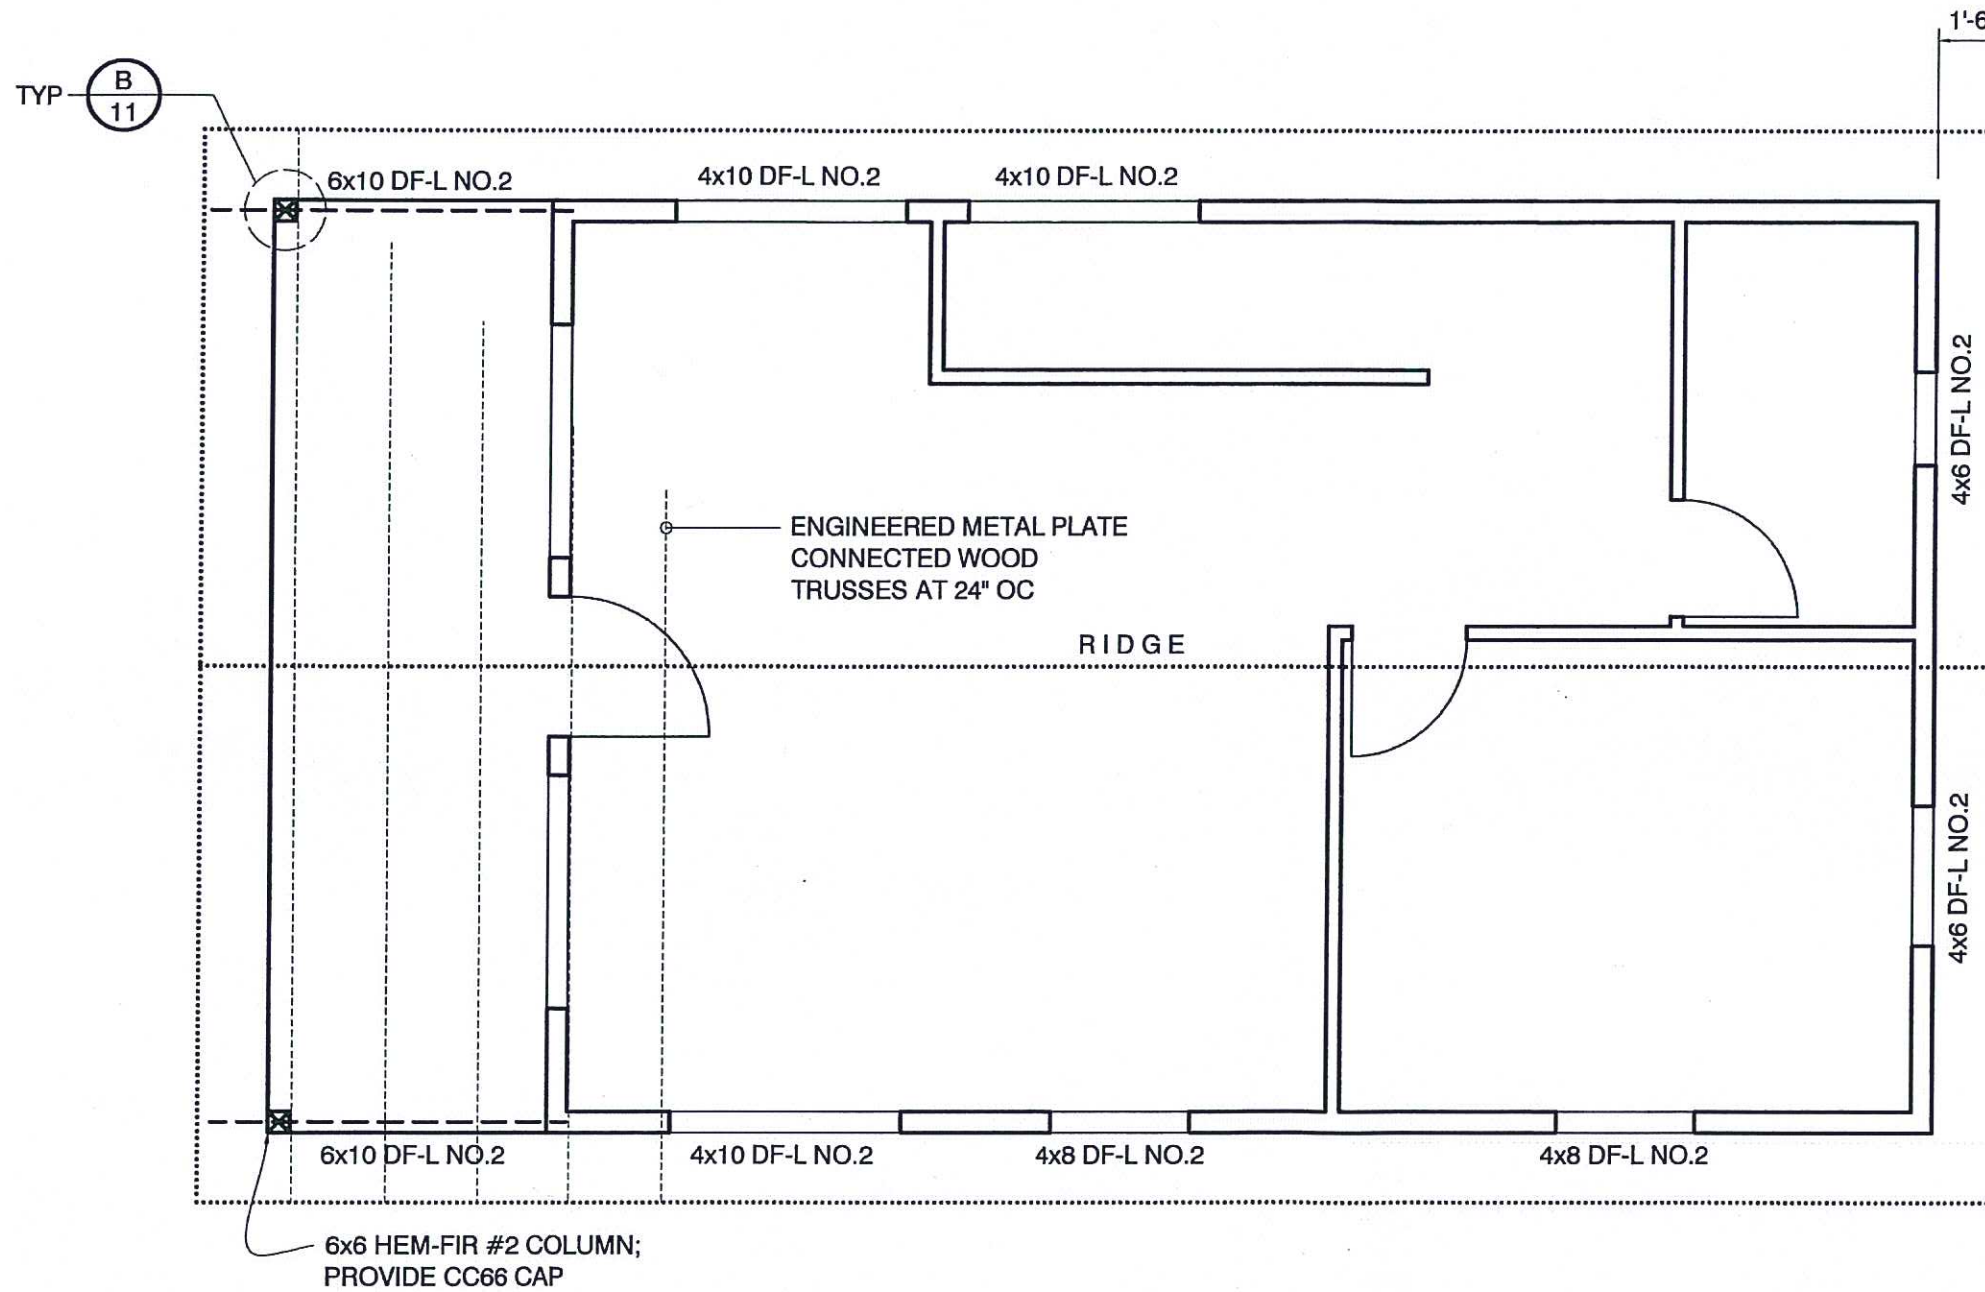 1'-6
B
TYP
11
6x10 DF-L NO.2
4x10 DF-L NO.2
4x10 DF-L NO.2
4x6 DF-L NO.2
ENGINEERED METAL PLATE
CONNECTED WOOD
TRUSSES AT 24" OC
RIDGE
4x6 DF-L NO.2
6x10 DF-L NO.2
4x10 DF-L NO.2
4x8 DF-L NO.2
4x8 DF-L NO.2
6x6 HEM-FIR #2 COLUMN;
PROVIDE CC66 CAP